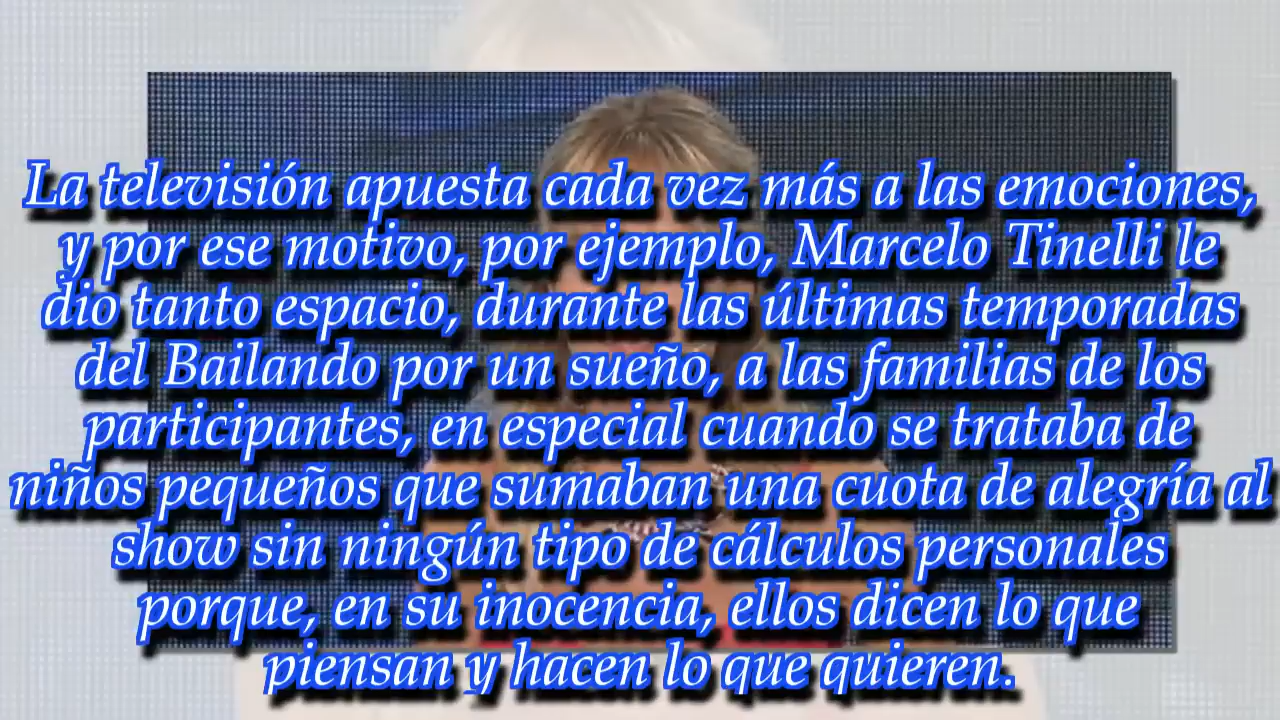 La televisión apuesta cada vez más a las emociones,
y por ese motivo, por ejemplo, Marcelo Tinelli le
dio tanto espacio, durante las últimas temporadas
del Bailando por un sueño, a las familias de los
participantes, en especial cuando se trataba de
niños pequeños que sumaban una cuota de alegría al
show sin ningún tipo de cálculos personales
porque, en su inocencia, ellos dicen lo que
piensan y hacen lo que quieren.